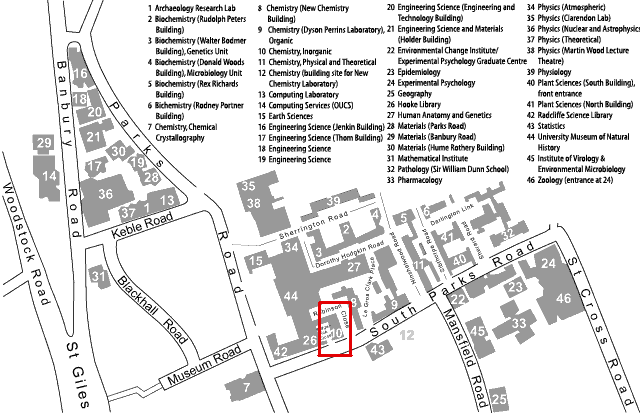 1 Archaeology Research Lab
2 Biochemistry (Rudolph Peters
Building)
3 Biochemistry (Walter Bodmer
Building), Genetics Unit
4 Biochemistry (Donald Woods
Building), Microbiology Unit
5 Biochemistry (Rex Richards
Building)
6 Bichemistry (Rodney Portner
Building)
7 Chemistry, Chemical
Crystallography
8 Chemistry (New Chemistry
Building)
9 Chemistry (Dyson Perrins Laboratory),
Organic
10 Chemistry, Inorganic
11 Chemistry, Physical and Theoretical
12 Chemistry (building site for New
Chemistry Laboratory)
13 Computing Laboratory
14 Computing Services (OUCS)
15 Earth Sciences
16 Engineering Science (Jenkin Building)
17 Engineering Science (Thom Building)
18 Engineering Science
19 Engineering Science
20 Engineering Science (Engineering and
Technology Building)
21 Engineering Science and Materials
(Holder Building)
22 Environmental Change Institute/
Experimental Psychology Graduate Centre
23 Epidemiology
24 Experimental Psychology
25 Geography
26 Hooke Library
27 Human Anatomy and Genetics
28 Materials (Parks Road)
29 Materials (Banbury Road)
30 Materials (Hume Rothery Building)
31 Mathematical Institute
32 Pathology (Sir William Dunn School)
33 Pharmacology
34 Physics (Atmospheric)
35 Physics (Clarendon Lab)
36 Physics (Nuclear and Astrophysics)
37 Physics (Theoretical)
38 Physics (Martin Wood Lecture
Theatre)
39 Physiology
40 Plant Sciences (South Building),
front entrance
41 Plant Sciences (North Building)
42 Radcliffe Science Library
43 Statistics
44 University Museum of Natural
History
45 Institute of Virology &
Environmental Microbiology
46 Zoology (entrance at 24)
Banbury Road
Parks Road
Woodstock Road
St Giles
Keble Road
Blackhall Road
Museum Road
Sherrington Road
Dorothy Hodgkin Road
Le Gros Clark Place
Robinson Close
South Parks Road
Darlington Link
Mansfield Road
St Cross Road
16
18
20
21
17
30
19
28
36
37
1
13
29
14
31
35
38
39
2
4
3
34
15
27
44
8
10
9
26
42
43
12
7
5
6
11
40
32
22
23
24
46
33
45
25